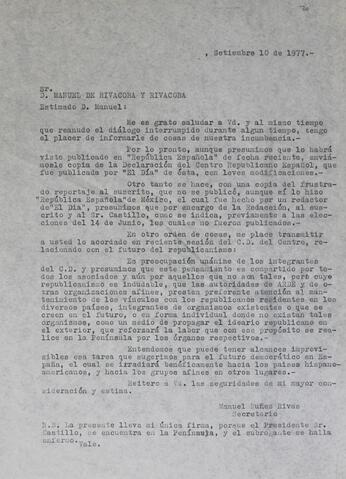 , Setiembre 10 de 1977.-
Sr.
D. MANUEL DE RIVACOBA Y RIVACOBA
Estimado D. Manuel:
Me es grato saludar a Vd. y al mismo tiempo
que reanudo el diálogo interrumpido durante algun tiempo, tengo
el placer de informarle de cosas de nuestra incumbencia.
Por lo pronto, aunque presumimos que lo habrá
visto publicado en "República Española" de fecha reciente, enviá-
mosle copia de la Declaración del Centro Republicano Español, que
fue publicada por "El Día" de ésta, con leves modificaciones.-
Otro tanto se hace, con una copia del frustra-
do reportaje al suscrito, que no se publicó, aunque sí lo hizo
"República Española" de México, el cual fue hecho por un redactor
de "El Día", presumimos que por encargo de la Redacción, al sus-
crito y al Sr. Castillo, como se indica, previamente a las eleccio-
nes del 14 de Junio, las cuales no fueron publicados.-
En otro orden de cosas, me place transmitir
a usted lo acordado en reciente sesión del C.D. del Centro, re-
lacionado con el futuro del republicanismo:
Es preocupación unánime de los integrantes
del C.D. y presumimos que este pensamiento es compartido por to-
dos los asociados y aún por aquellos que no son tales, pero cuyo
republicanismo es indudable, que las autoridades de ARDE y de o-
tras organizaciones afines, presten preferente atención al man-
tenimiento de los vínculos con los republicanos residentes en los
diversos países, integrantes de organismos existentes o que se
creen en el futuro, o en forma individual donde no existan tales
organismos, como un medio de propagar el ideario republicano en
el exterior, que reforzará la labor que con ese propósito se rea-
lice en la Península por los órganos respectivos.-
Entendemos que puede tener alcances imprevi-
sibles esa tarea que sugerimos para el futuro democrático en Es-
paña, el cual se irradiará benéficamente hacia los países hispano-
americanos, y hacia los grupos afines en otros lugares.-
Reitero a Vd. las seguridades de mi mayor con-
sideración y estima.
Manuel Nuñes Rivas
Secretario
P.D. La presente lleva mi única firma, porque el Presidente Sr.
Castillo, se encuentra en la Península, y el subrogante se halla
enfermo.
Vale.